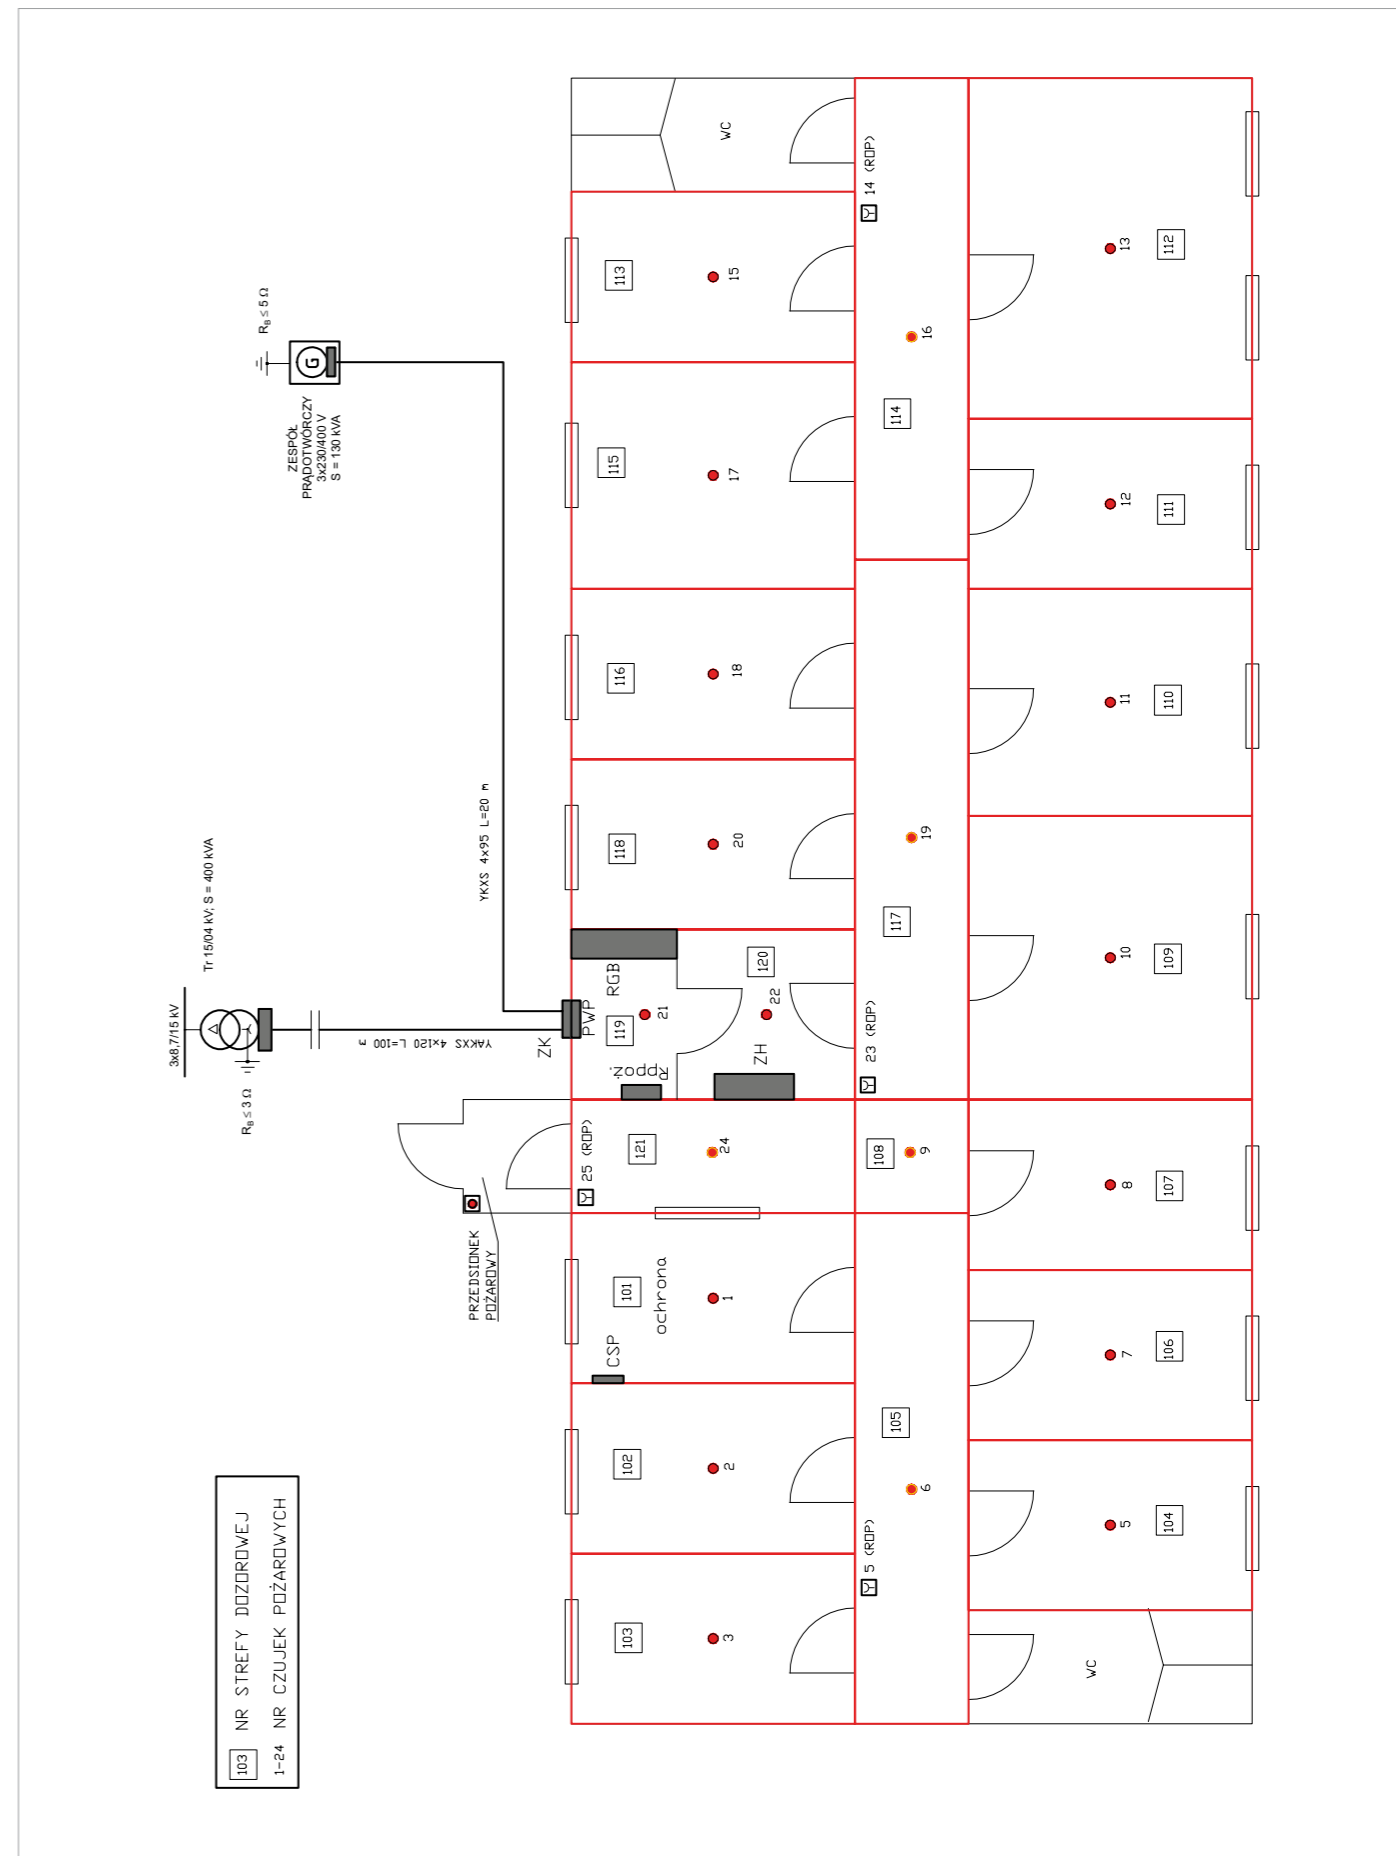 103 NR STREFY DOZOROWEJ
1-24 NR CZUJEK POŻAROWYCH
3x8,7/15 kV
Tr 15/04 kV; S = 400 kVA
R_B ≤ 3 Ω
R_B ≤ 5 Ω
G
ZESPÓŁ
PRĄDOTWÓRCZY
3x230/400 V
S = 130 kVA
YAKXS 4x120 L=100 m
YKXS 4x95 L=20 m
PRZEDSIONEK
POŻAROWY
ZK
PWP
RGB
Rppoż.
ZH
CSP
ochrona
25 (ROP)
103
102
101
121
119
120
118
116
115
113
3
2
1
24
21
22
20
18
17
15
WC
5 (ROP)
23 (ROP)
14 (ROP)
105
108
117
114
6
9
19
16
WC
5
7
8
10
11
12
13
104
106
107
109
110
111
112